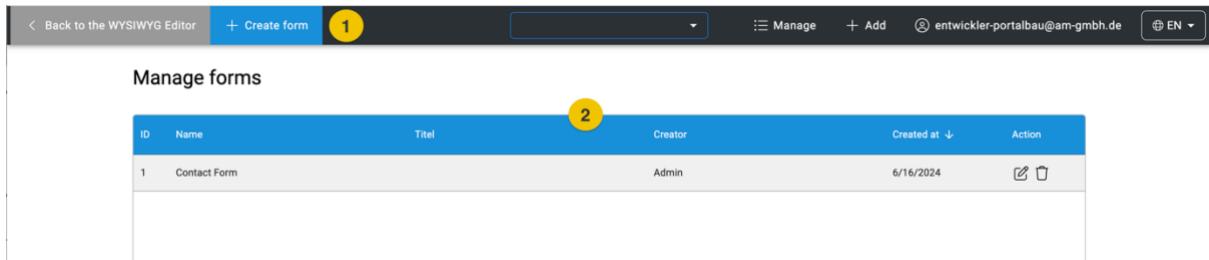 Back to the WYSIWYG Editor + Create form 1 Manage + Add entwickler-portalbau@am-gmbh.de EN
Manage forms
2
ID Name Titel Creator Created at ↓ Action
1 Contact Form Admin 6/16/2024